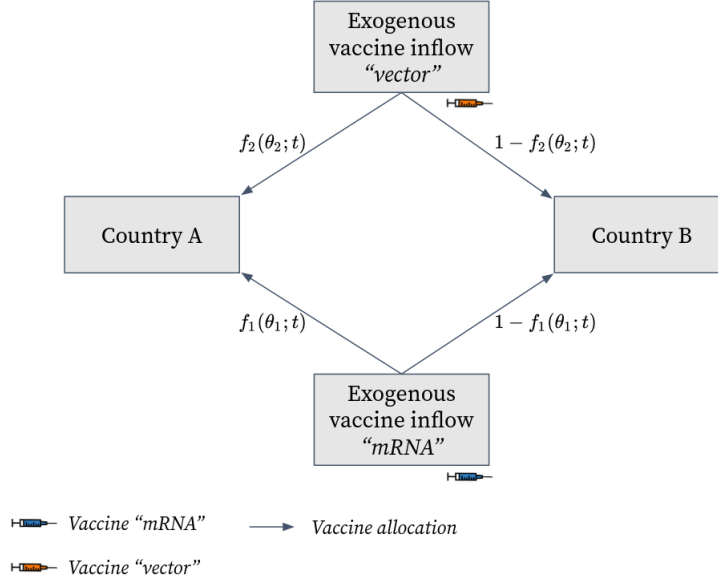 Exogenous
vaccine inflow
“vector”
f₂(θ₂; t)
1 − f₂(θ₂; t)
Country A
Country B
f₁(θ₁; t)
1 − f₁(θ₁; t)
Exogenous
vaccine inflow
“mRNA”
Vaccine “mRNA”
Vaccine allocation
Vaccine “vector”